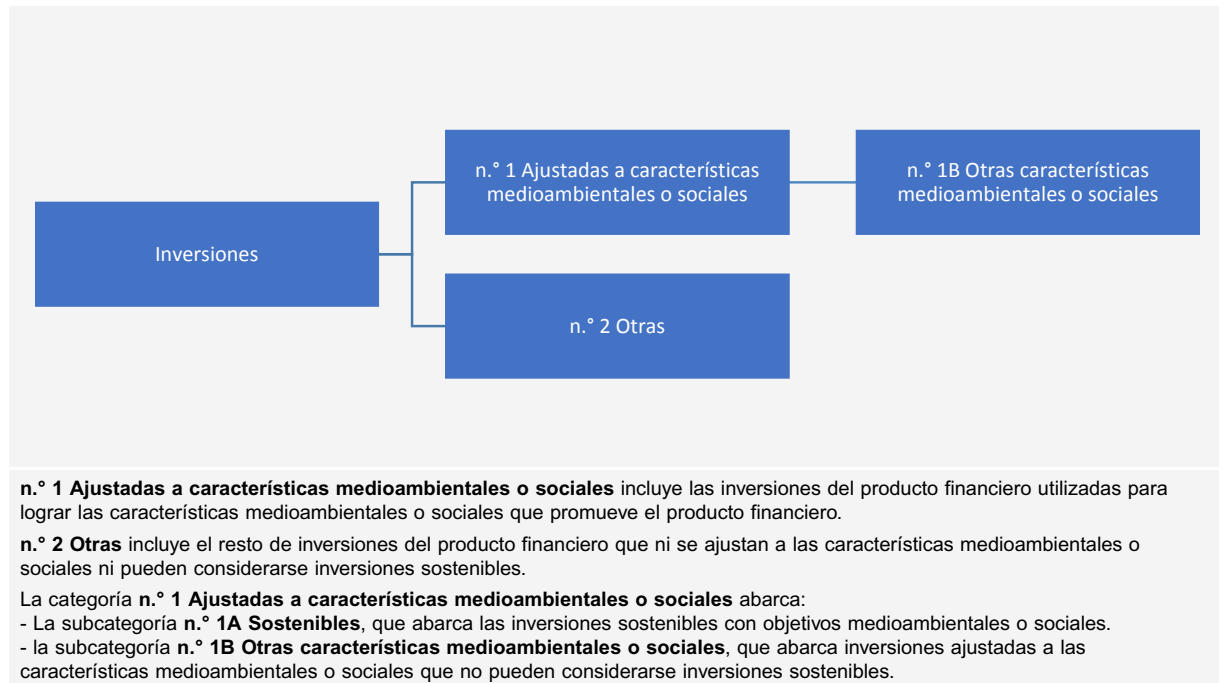 n.° 1 Ajustadas a característícas
medioambientales o sociales
n.° 1B Otras características
medioambientales o sociales
Inversiones
n.° 2 Otras
n.° 1 Ajustadas a características medioambientales o sociales incluye las inversiones del producto financiero utilizadas para
lograr las características medioambientales o sociales que promueve el producto financiero.
n.° 2 Otras incluye el resto de inversiones del producto financiero que ni se ajustan a las características medioambientales o
sociales ni pueden considerarse inversiones sostenibles.
La categoría n.° 1 Ajustadas a características medioambientales o sociales abarca:
- La subcategoría n.° 1A Sostenibles, que abarca las inversiones sostenibles con objetivos medioambientales o sociales.
- la subcategoría n.° 1B Otras características medioambientales o sociales, que abarca inversiones ajustadas a las
características medioambientales o sociales que no pueden considerarse inversiones sostenibles.